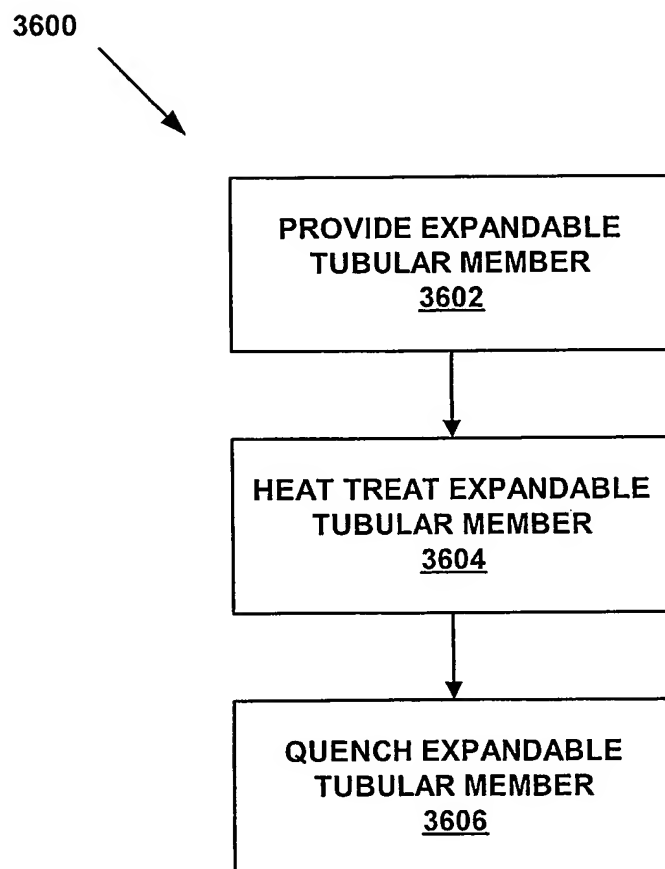 3600
PROVIDE EXPANDABLE
TUBULAR MEMBER
3602
HEAT TREAT EXPANDABLE
TUBULAR MEMBER
3604
QUENCH EXPANDABLE
TUBULAR MEMBER
3606